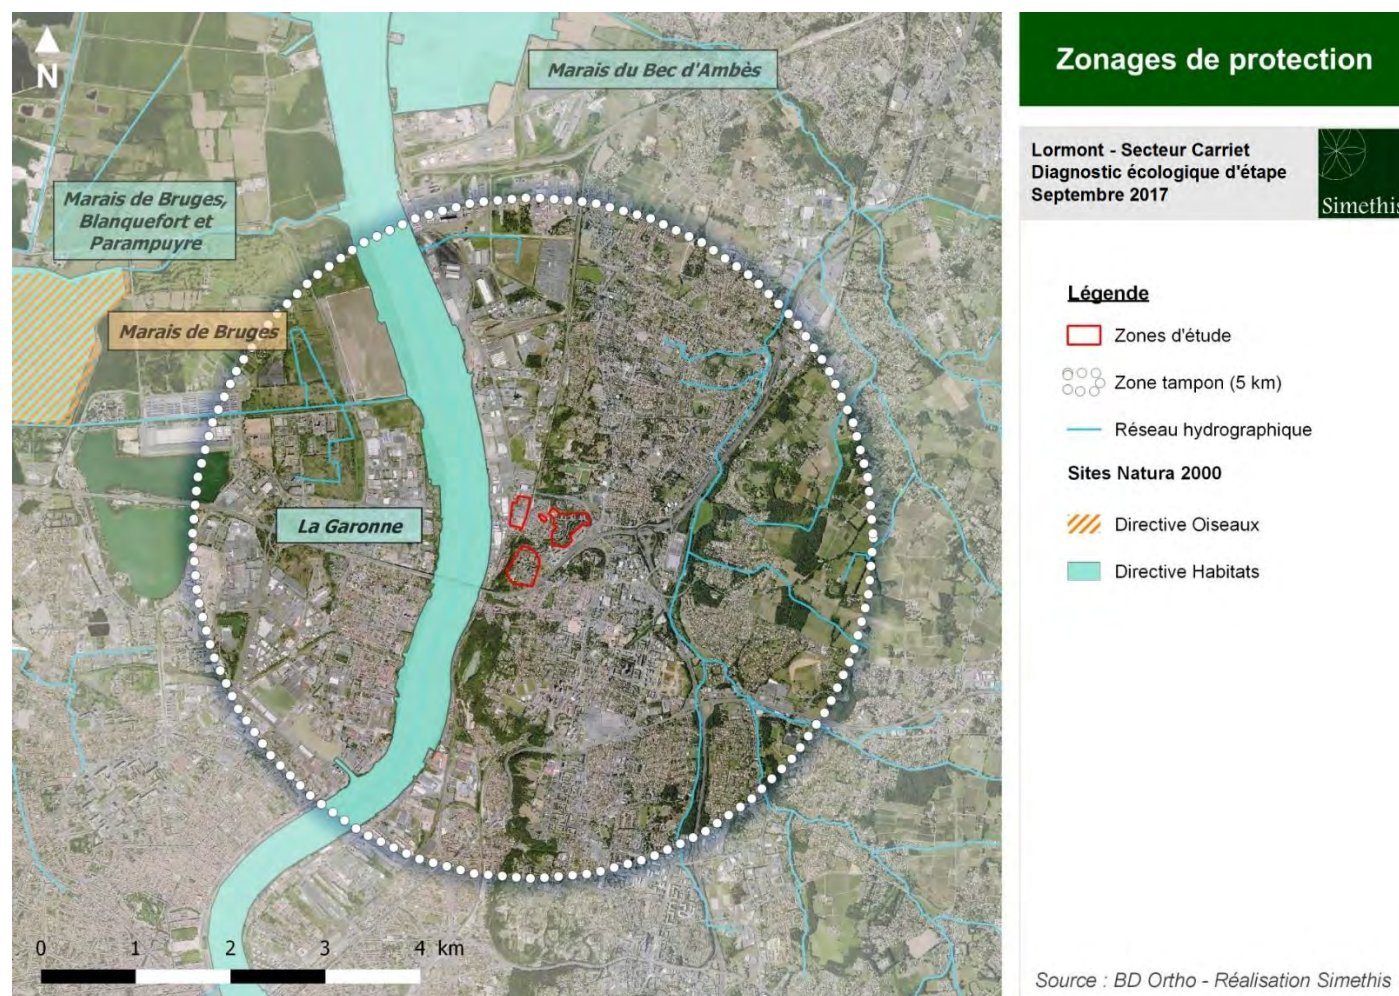 N
Marais du Bec d'Ambès
Marais de Bruges,
Blanquefort et
Parampuyre
Marais de Bruges
La Garonne
0 1 2 3 4 km
Zonages de protection
Lormont - Secteur Carriet
Diagnostic écologique d'étape
Septembre 2017
Simethis
Légende
Zones d'étude
Zone tampon (5 km)
Réseau hydrographique
Sites Natura 2000
Directive Oiseaux
Directive Habitats
Source : BD Ortho - Réalisation Simethis